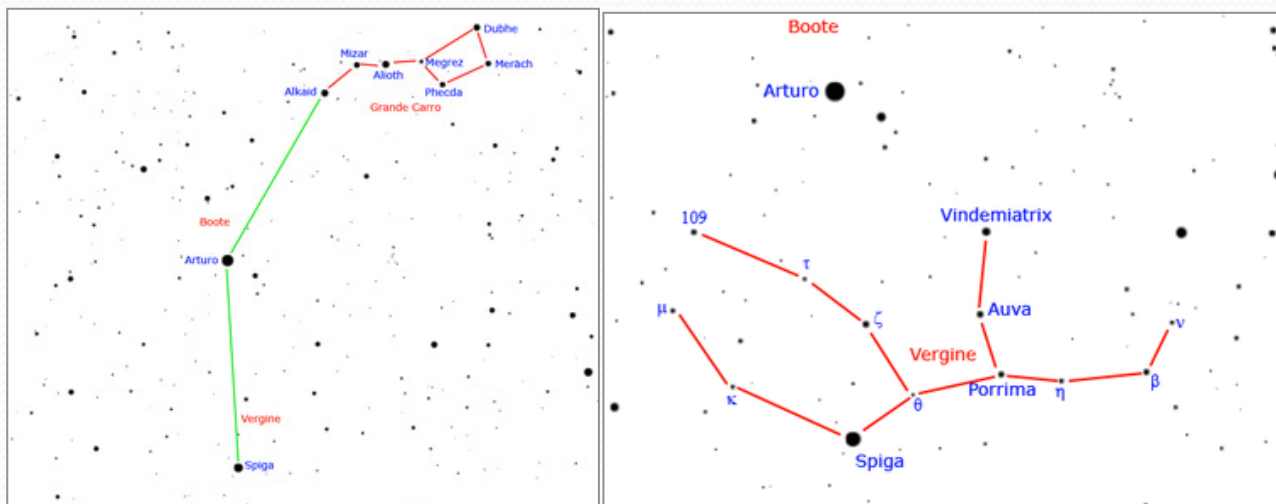 Dubhe
Mizar
Alioth
Megrez
Merach
Phecda
Alkaid
Grande Carro
Boote
Arturo
Vergine
Spiga
Boote
Arturo
109
Vindemiatrix
τ
μ
ζ
Auva
ν
Vergine
κ
θ
Porrima
η
β
Spiga